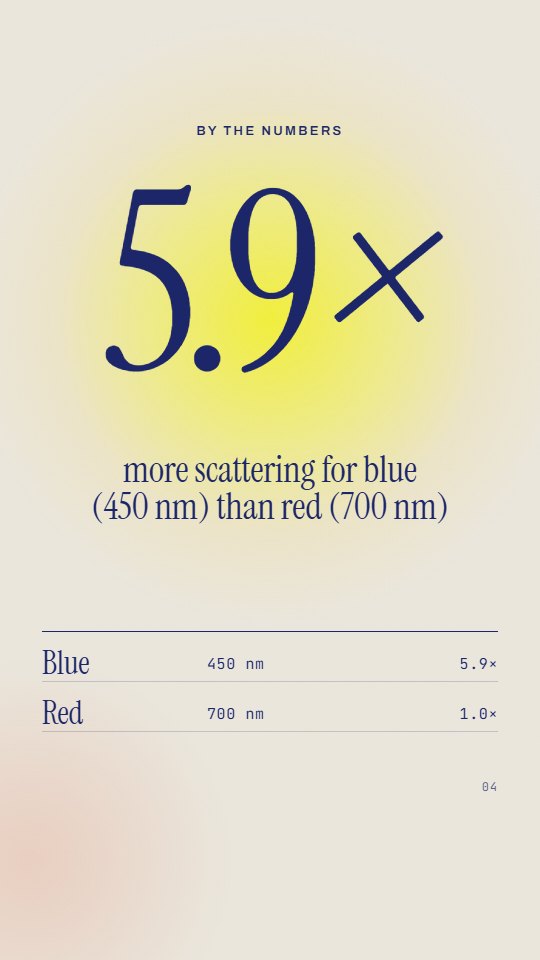 BY THE NUMBERS
5.9×
more scattering for blue
(450 nm) than red (700 nm)
Blue 450 nm 5.9×
Red 700 nm 1.0×
04